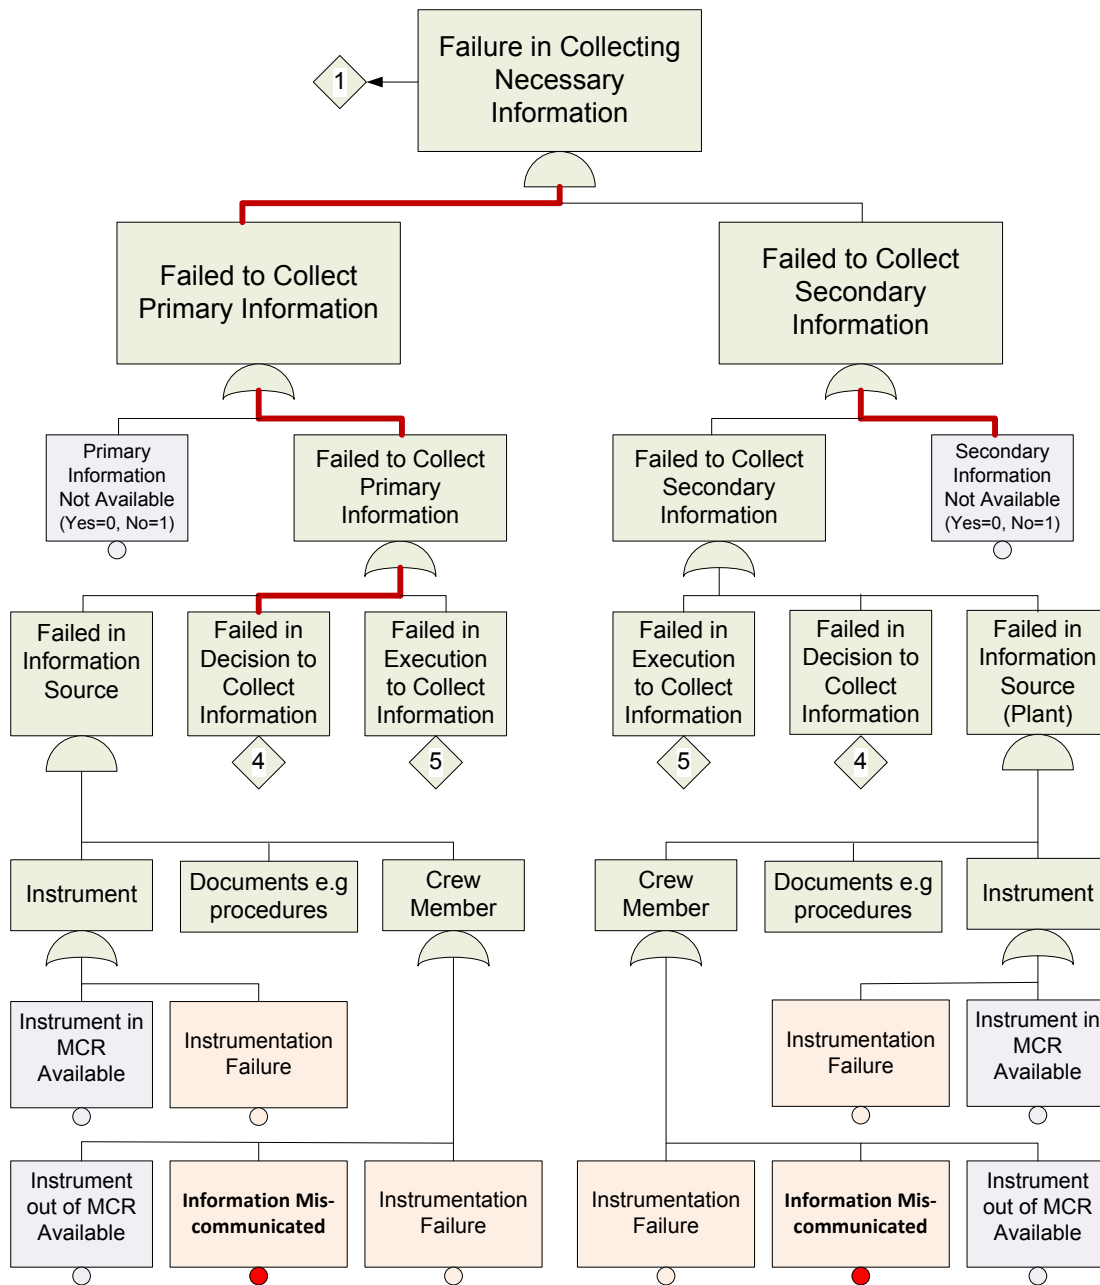 Failure in Collecting
Necessary
Information
1
Failed to Collect
Primary Information
Failed to Collect
Secondary
Information
Primary
Information
Not Available
(Yes=0, No=1)
Failed to Collect
Primary
Information
Failed to Collect
Secondary
Information
Secondary
Information
Not Available
(Yes=0, No=1)
Failed in
Information
Source
Failed in
Decision to
Collect
Information
Failed in
Execution
to Collect
Information
Failed in
Execution
to Collect
Information
Failed in
Decision to
Collect
Information
Failed in
Information
Source
(Plant)
4
5
5
4
Instrument
Documents e.g
procedures
Crew
Member
Crew
Member
Documents e.g
procedures
Instrument
Instrument in
MCR
Available
Instrumentation
Failure
Instrumentation
Failure
Instrument in
MCR
Available
Instrument
out of MCR
Available
Information Mis-
communicated
Instrumentation
Failure
Instrumentation
Failure
Information Mis-
communicated
Instrument
out of MCR
Available